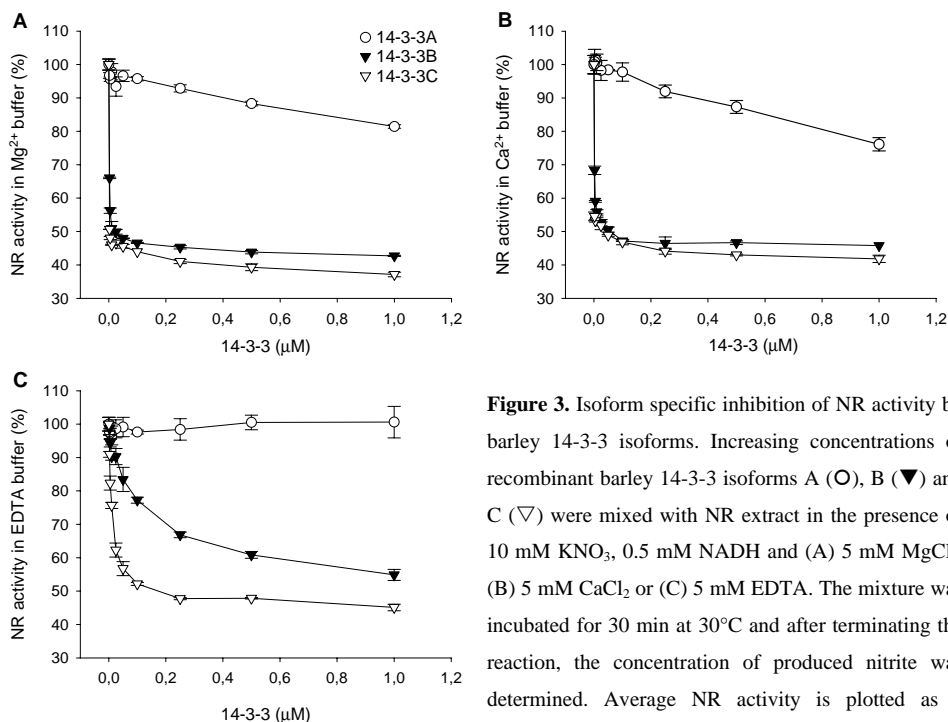 A
NR activity in Mg²⁺ buffer (%)
110
100
90
80
70
60
50
40
30
0,0 0,2 0,4 0,6 0,8 1,0 1,2
14-3-3 (μM)
14-3-3A
14-3-3B
14-3-3C
B
NR activity in Ca²⁺ buffer (%)
110
100
90
80
70
60
50
40
30
0,0 0,2 0,4 0,6 0,8 1,0 1,2
14-3-3 (μM)
C
NR activity in EDTA buffer (%)
110
100
90
80
70
60
50
40
30
0,0 0,2 0,4 0,6 0,8 1,0 1,2
14-3-3 (μM)
Figure 3. Isoform specific inhibition of NR activity b
barley 14-3-3 isoforms. Increasing concentrations
recombinant barley 14-3-3 isoforms A (○), B (▼) an
C (▽) were mixed with NR extract in the presence
10 mM KNO₃, 0.5 mM NADH and (A) 5 mM MgCl
(B) 5 mM CaCl₂ or (C) 5 mM EDTA. The mixture wa
incubated for 30 min at 30°C and after terminating th
reaction, the concentration of produced nitrite wa
determined. Average NR activity is plotted as